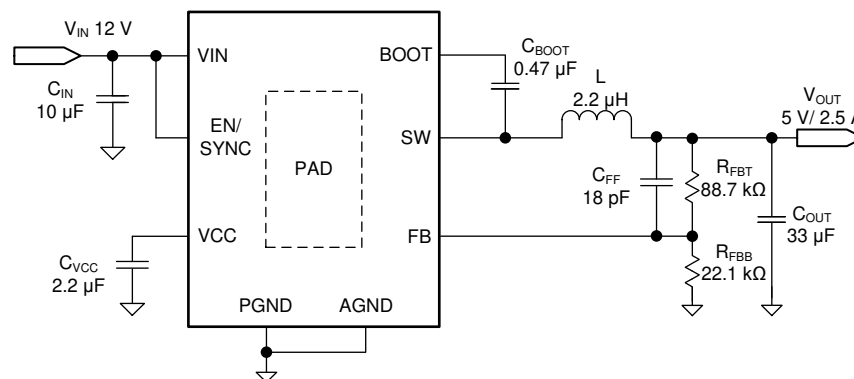 V_IN 12 V
VIN
BOOT
C_BOOT
0.47 µF
L
2.2 µH
V_OUT
5 V/ 2.5 A
C_IN
10 µF
EN/
SYNC
PAD
SW
C_FF
18 pF
R_FBT
88.7 kΩ
C_OUT
33 µF
VCC
FB
C_VCC
2.2 µF
R_FBB
22.1 kΩ
PGND
AGND